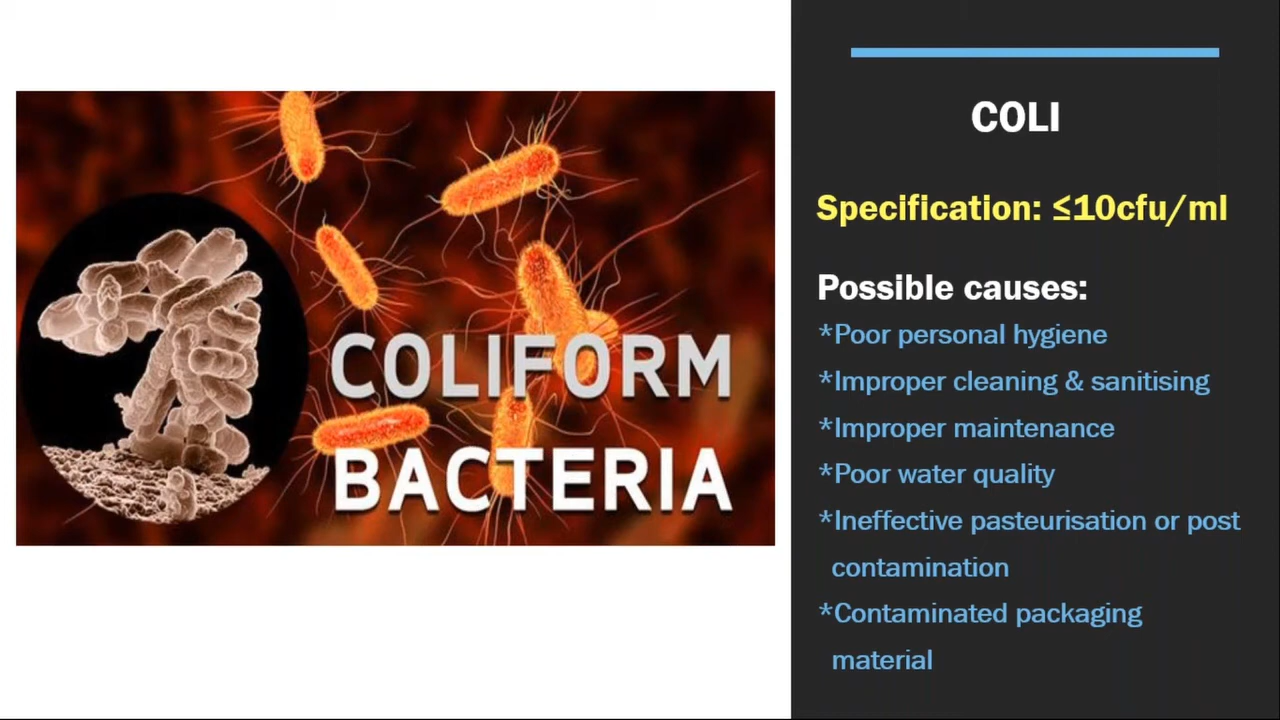 COLIFORM
BACTERIA
COLI
Specification: ≤10cfu/ml
Possible causes:
*Poor personal hygiene
*Improper cleaning & sanitising
*Improper maintenance
*Poor water quality
*Ineffective pasteurisation or post
contamination
*Contaminated packaging
material